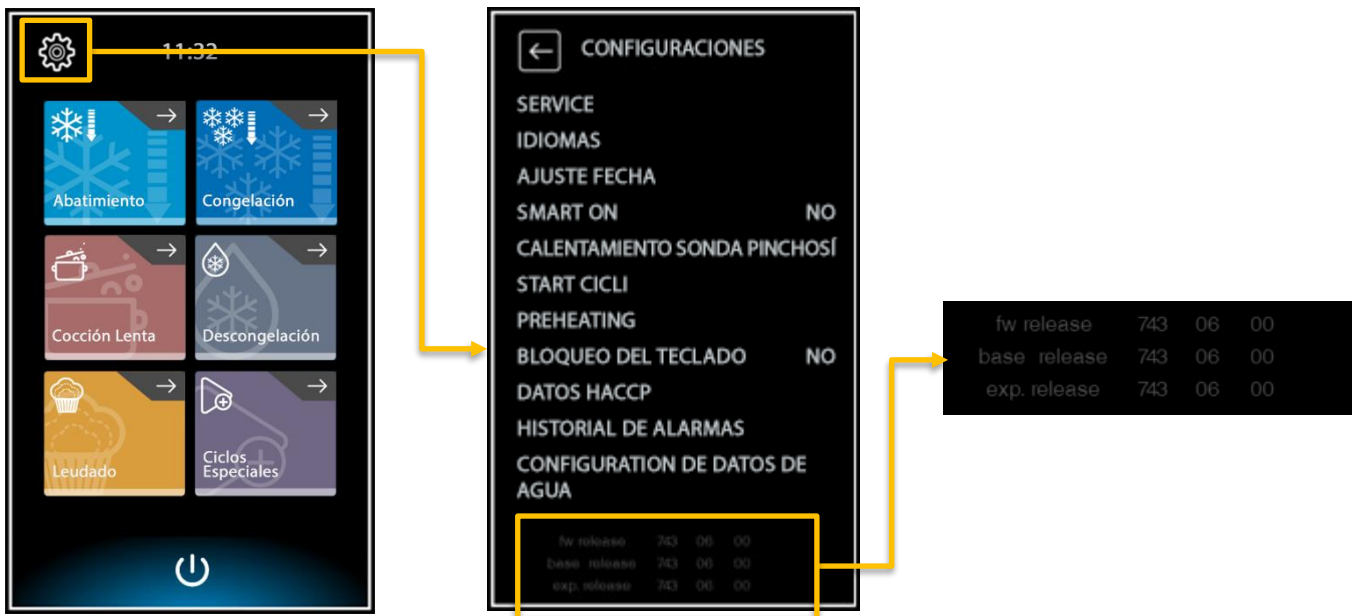 11:32
Abatimiento
Congelación
Cocción Lenta
Descongelación
Leudado
Ciclos
Especiales
CONFIGURACIONES
SERVICE
IDIOMAS
AJUSTE FECHA
SMART ON NO
CALENTAMIENTO SONDA PINCHOSÍ
START CICLI
PREHEATING
BLOQUEO DEL TECLADO NO
DATOS HACCP
HISTORIAL DE ALARMAS
CONFIGURATION DE DATOS DE
AGUA
fw release 743 06 00
base release 743 06 00
exp. release 743 06 00
fw release 743 06 00
base release 743 06 00
exp. release 743 06 00